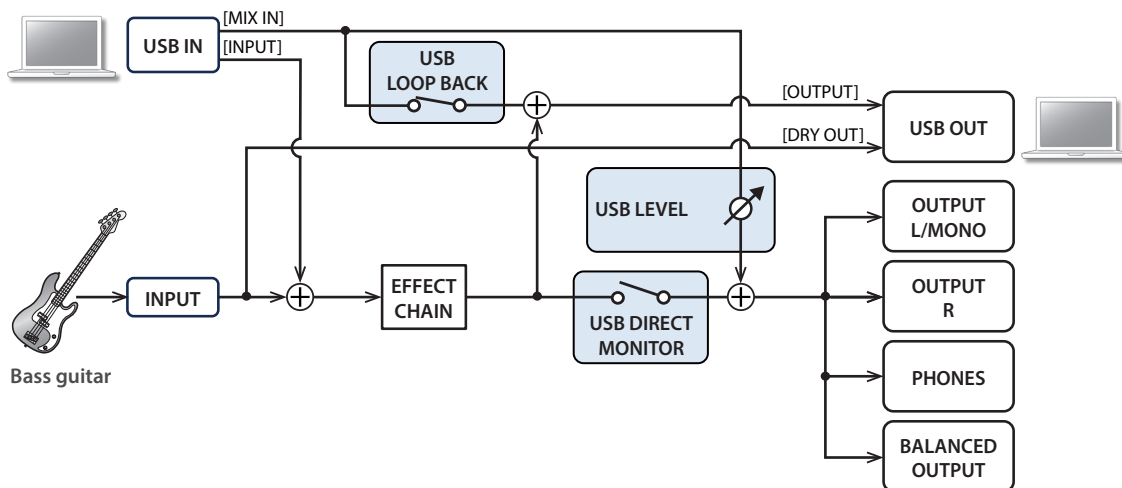 [MIX IN]
USB IN
[INPUT]
USB
LOOP BACK
[OUTPUT]
USB OUT
[DRY OUT]
USB LEVEL
OUTPUT
L/MONO
INPUT
EFFECT
CHAIN
OUTPUT
R
USB DIRECT
MONITOR
Bass guitar
PHONES
BALANCED
OUTPUT